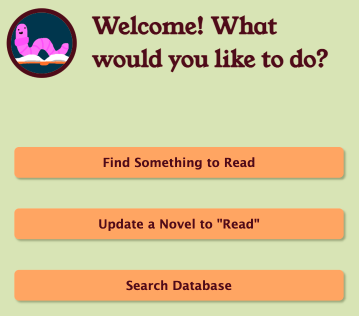 Welcome! What
would you like to do?
Find Something to Read
Update a Novel to "Read"
Search Database